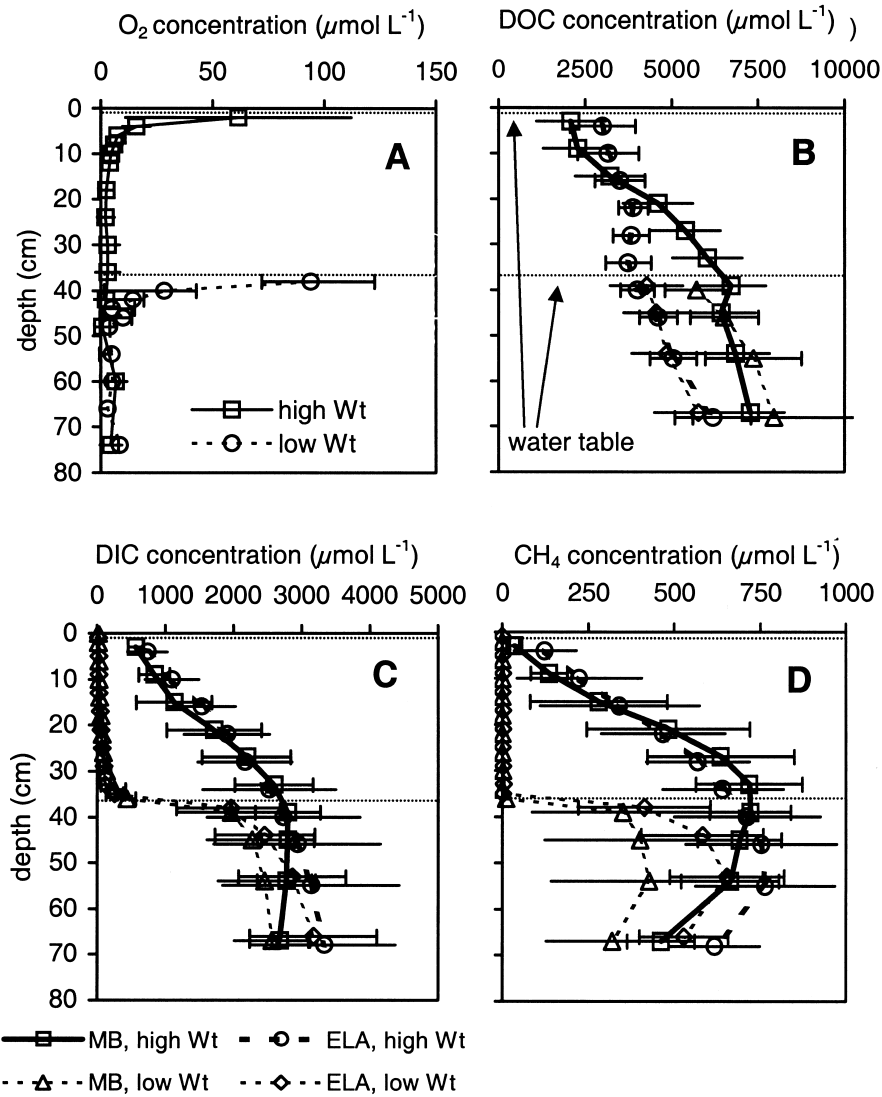 O₂ concentration (µmol L⁻¹)
0 50 100 150
0
10
20
30
40
50
60
70
80
depth (cm)
A
high Wt
low Wt
DOC concentration (µmol L⁻¹) )
0 2500 5000 7500 10000
B
water table
DIC concentration (µmol L⁻¹)
0 1000 2000 3000 4000 5000
0
10
20
30
40
50
60
70
80
depth (cm)
C
CH₄ concentration (µmol L⁻¹)
0 250 500 750 1000
D
MB, high Wt ELA, high Wt
MB, low Wt ELA, low Wt